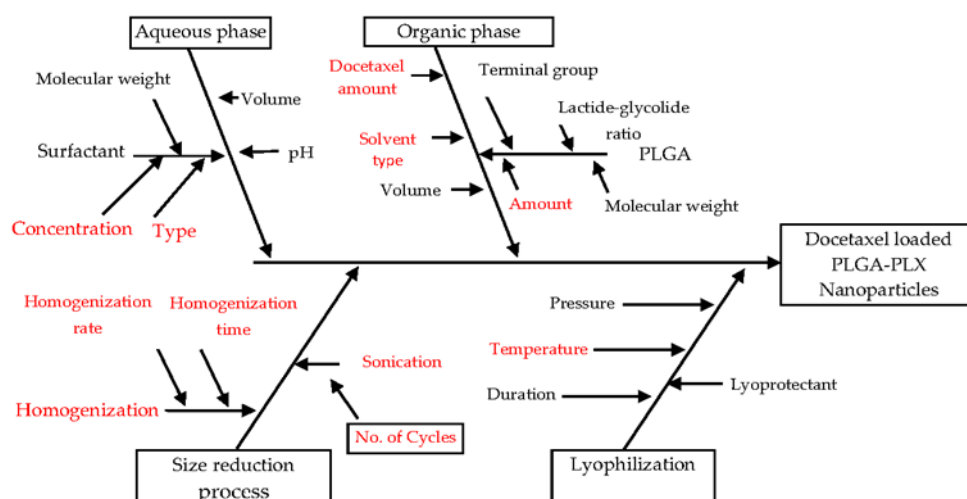 Aqueous phase
Organic phase
Molecular weight
Volume
pH
Surfactant
Concentration
Type
Docetaxel
amount
Terminal group
Lactide-glycolide
ratio
Solvent
type
PLGA
Volume
Amount
Molecular weight
Docetaxel loaded
PLGA-PLX
Nanoparticles
Homogenization
rate
Homogenization
time
Sonication
Homogenization
No. of Cycles
Size reduction
process
Pressure
Temperature
Duration
Lyoprotectant
Lyophilization